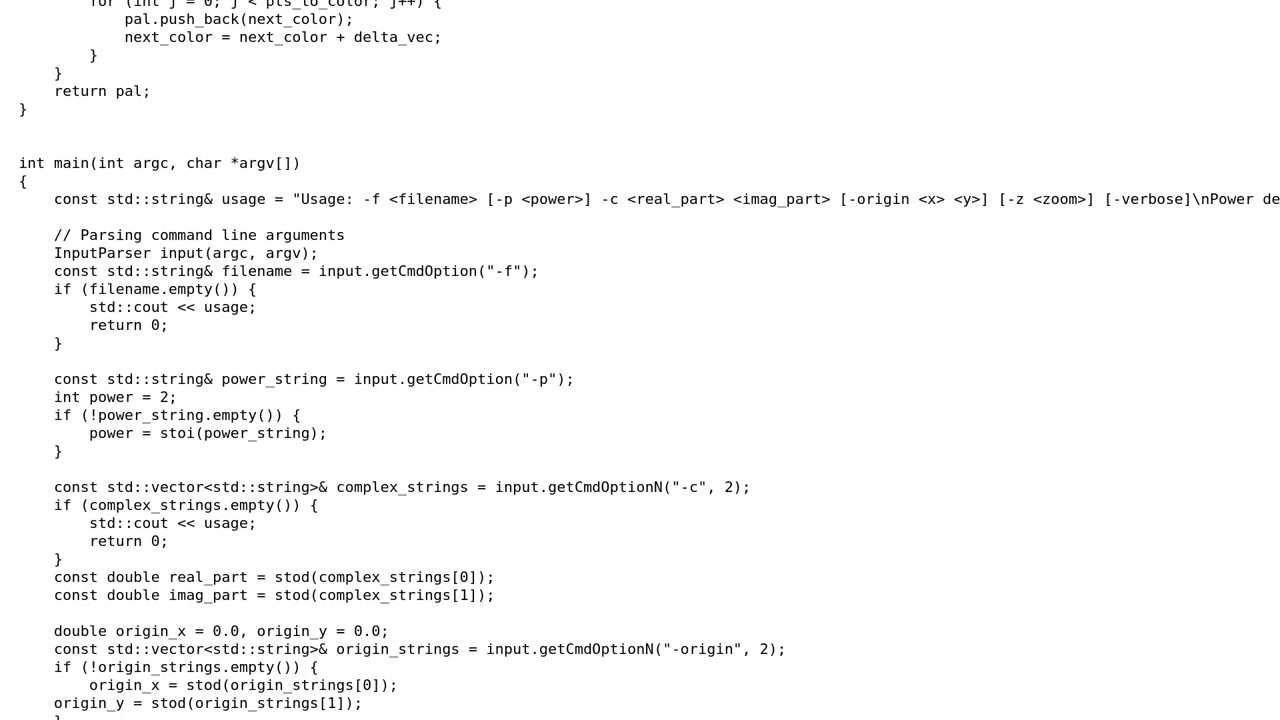 for (int j = 0; j < pts_to_color; j++) {
            pal.push_back(next_color);
            next_color = next_color + delta_vec;
        }
    }
    return pal;
}
int main(int argc, char *argv[])
{
    const std::string& usage = "Usage: -f <filename> [-p <power>] -c <real_part> <imag_part> [-origin <x> <y>] [-z <zoom>] [-verbose]\nPower de
    // Parsing command line arguments
    InputParser input(argc, argv);
    const std::string& filename = input.getCmdOption("-f");
    if (filename.empty()) {
        std::cout << usage;
        return 0;
    }
    const std::string& power_string = input.getCmdOption("-p");
    int power = 2;
    if (!power_string.empty()) {
        power = stoi(power_string);
    }
    const std::vector<std::string>& complex_strings = input.getCmdOptionN("-c", 2);
    if (complex_strings.empty()) {
        std::cout << usage;
        return 0;
    }
    const double real_part = stod(complex_strings[0]);
    const double imag_part = stod(complex_strings[1]);
    double origin_x = 0.0, origin_y = 0.0;
    const std::vector<std::string>& origin_strings = input.getCmdOptionN("-origin", 2);
    if (!origin_strings.empty()) {
        origin_x = stod(origin_strings[0]);
    origin_y = stod(origin_strings[1]);
    }